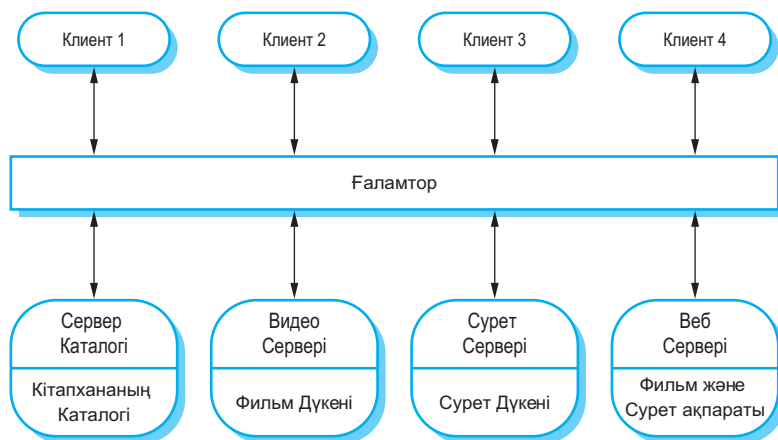 Клиент 1
Клиент 2
Клиент 3
Клиент 4
Ғаламтор
Сервер
Каталогі
Кітапхананың
Каталогі
Видео
Сервері
Фильм Дүкені
Сурет
Сервері
Сурет Дүкені
Веб
Сервері
Фильм және
Сурет ақпараты